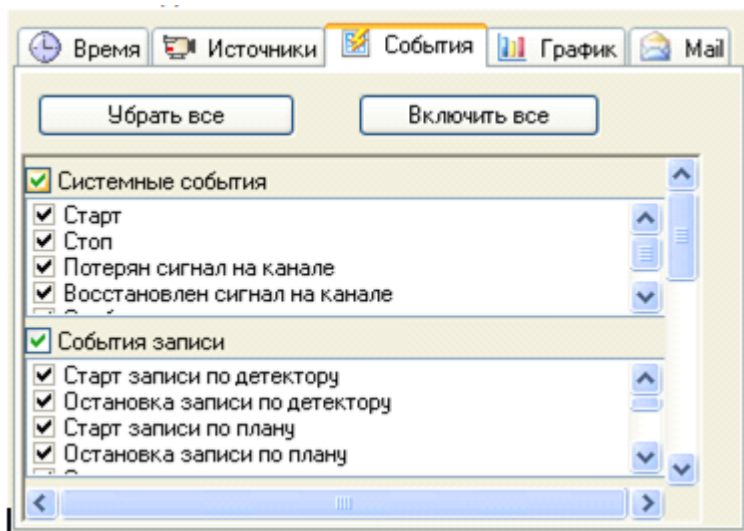 Время Источники События График Mail
Убрать все Включить все
Системные события
Старт
Стоп
Потерян сигнал на канале
Восстановлен сигнал на канале
События записи
Старт записи по детектору
Остановка записи по детектору
Старт записи по плану
Остановка записи по плану